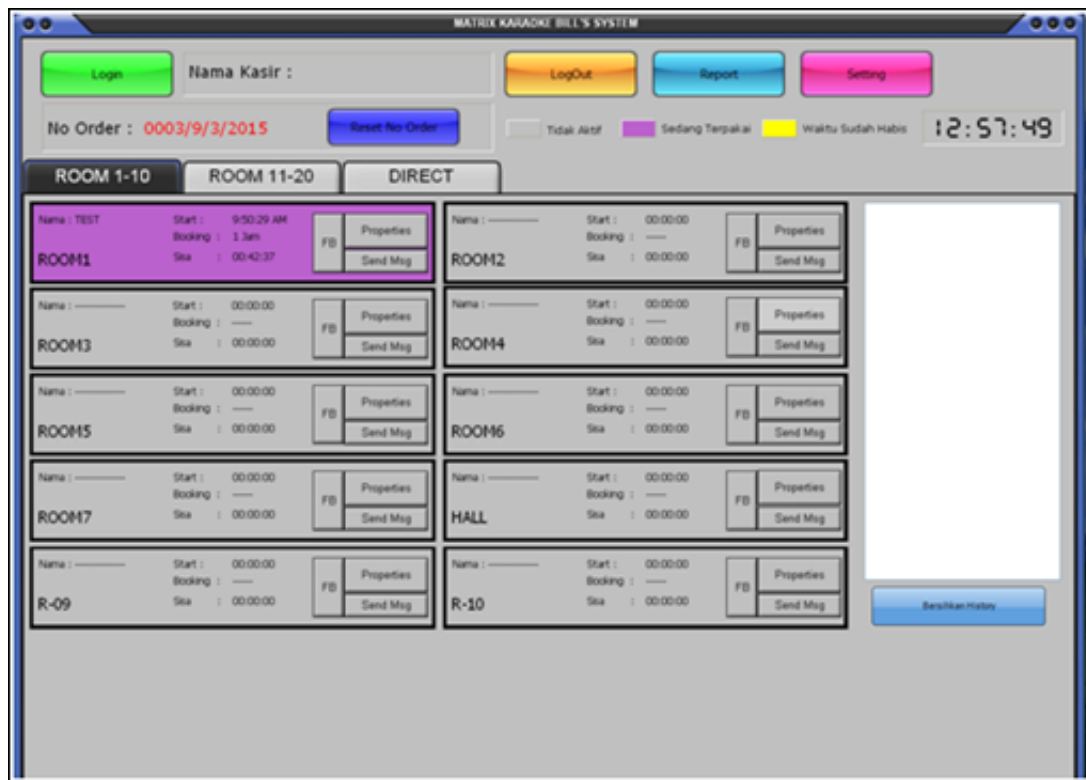 MATRIX KARAOKE BILL'S SYSTEM
Login
Nama Kasir :
LogOut
Report
Setting
No Order : 0003/9/3/2015
Reset No Order
Tidak Aktif
Sedang Terpakai
Waktu Sudah Habis
12:57:49
ROOM 1-10
ROOM 11-20
DIRECT
Nama : TEST
Start : 9:50:29 AM
Booking : 1 Jam
Sisa : 00:42:37
ROOM1
FB
Properties
Send Msg
Nama : ----------
Start : 00:00:00
Booking : -----
Sisa : 00:00:00
ROOM2
FB
Properties
Send Msg
Nama : ----------
Start : 00:00:00
Booking : -----
Sisa : 00:00:00
ROOM3
FB
Properties
Send Msg
Nama : ----------
Start : 00:00:00
Booking : -----
Sisa : 00:00:00
ROOM4
FB
Properties
Send Msg
Nama : ----------
Start : 00:00:00
Booking : -----
Sisa : 00:00:00
ROOM5
FB
Properties
Send Msg
Nama : ----------
Start : 00:00:00
Booking : -----
Sisa : 00:00:00
ROOM6
FB
Properties
Send Msg
Nama : ----------
Start : 00:00:00
Booking : -----
Sisa : 00:00:00
ROOM7
FB
Properties
Send Msg
Nama : ----------
Start : 00:00:00
Booking : -----
Sisa : 00:00:00
HALL
FB
Properties
Send Msg
Nama : ----------
Start : 00:00:00
Booking : -----
Sisa : 00:00:00
R-09
FB
Properties
Send Msg
Nama : ----------
Start : 00:00:00
Booking : -----
Sisa : 00:00:00
R-10
FB
Properties
Send Msg
Bersihkan History